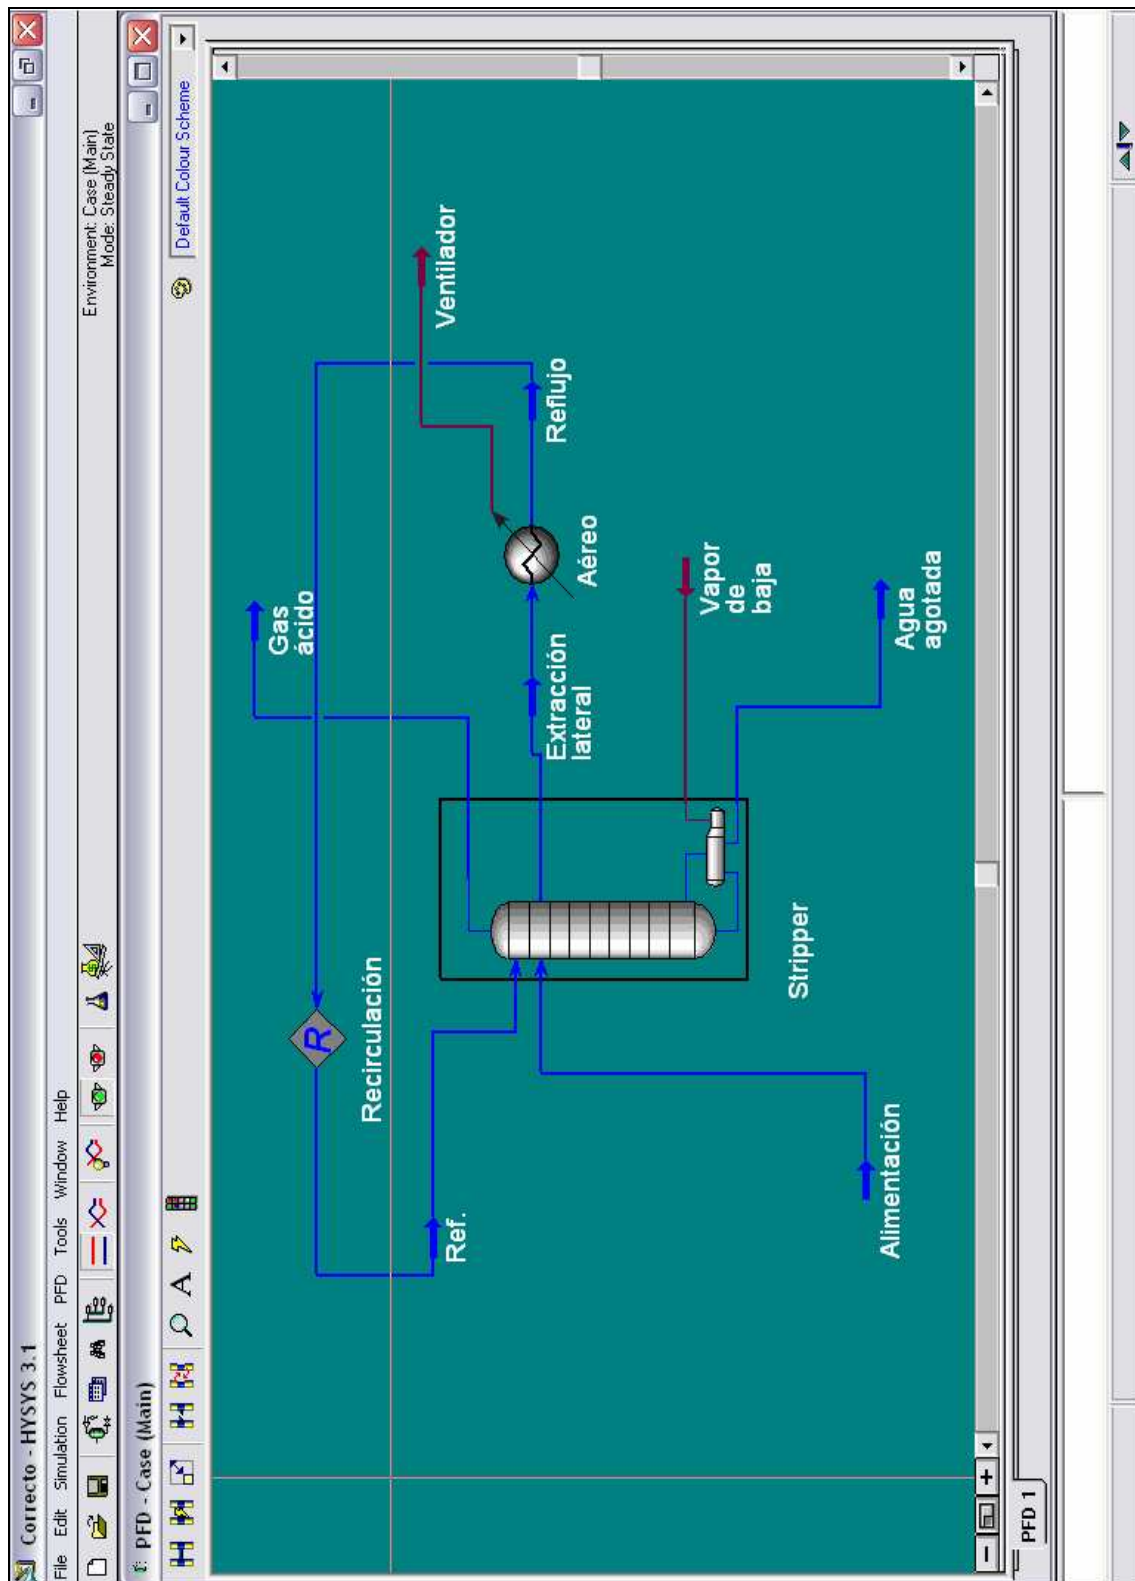 Correcto - HYSYS 3.1
File Edit Simulation Flowsheet PFD Tools Window Help
Environment: Case (Main)
Mode: Steady State
PFD - Case (Main)
Default Colour Scheme
Gas
ácido
Recirculación
Ventilador
Ref.
Reflujo
Extracción
lateral
Aéreo
Vapor
de
baja
Stripper
Alimentación
Agua
agotada
R
A
PFD 1